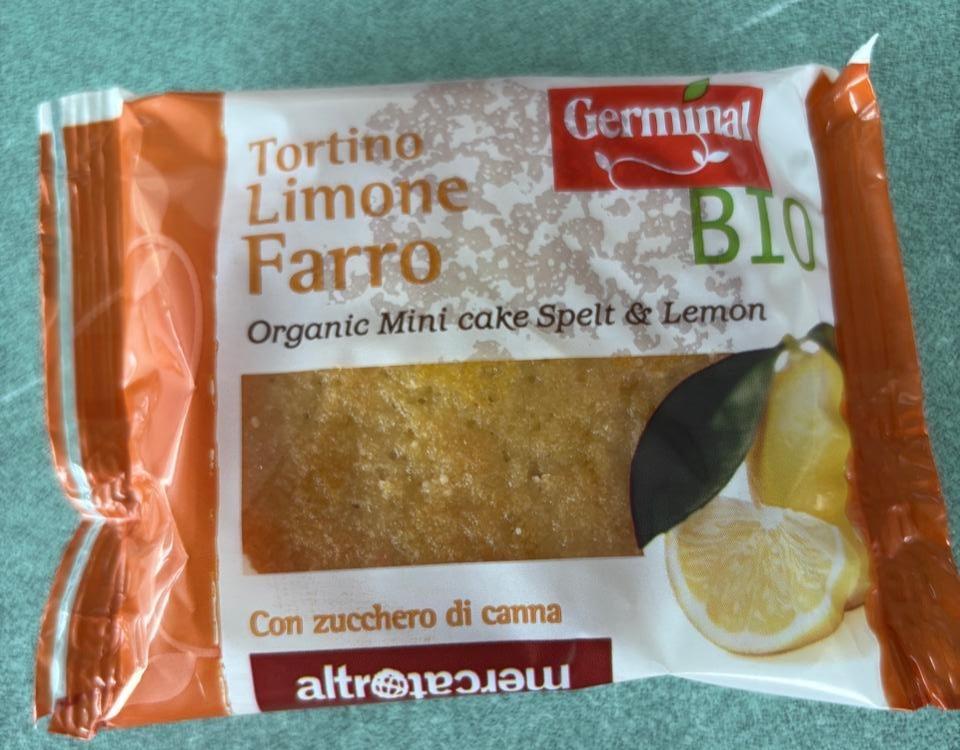 Germinal
BIO
Tortino
Limone
Farro
Organic Mini cake Spelt & Lemon
Con zucchero di canna
altromercato